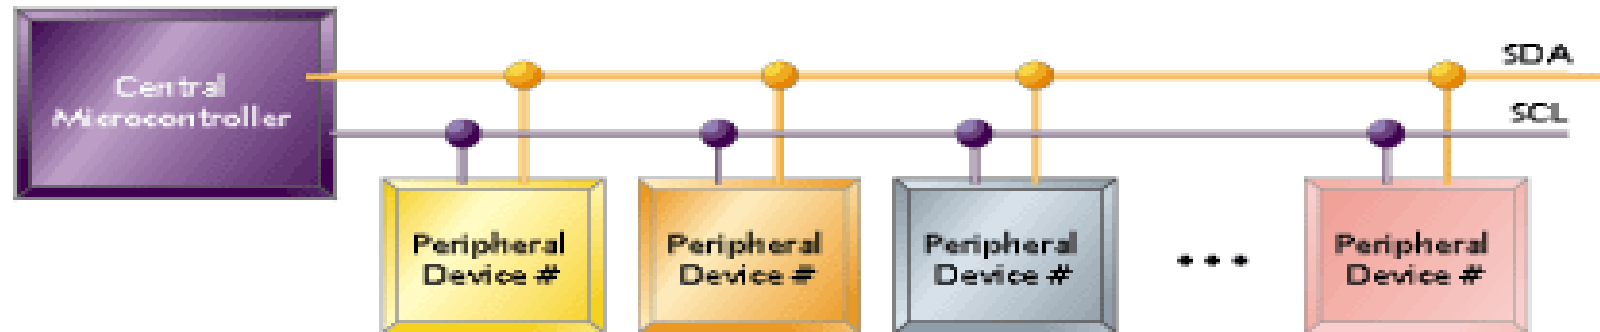 Central
Microcontroller
SDA
SCL
Peripheral
Device #
Peripheral
Device #
Peripheral
Device #
• • •
Peripheral
Device #